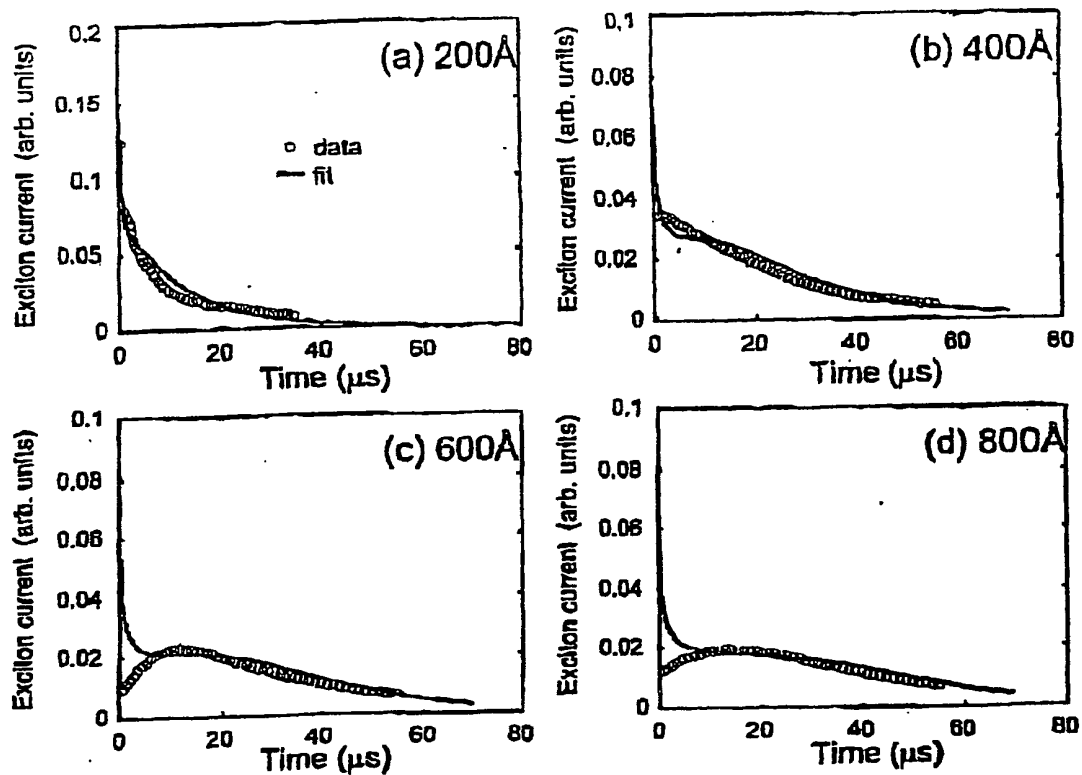 (a) 200Å
Exciton current (arb. units)
0.2
0.15
0.1
0.05
0
data
fit
0 20 40 60 80
Time (μs)
(b) 400Å
Exciton current (arb. units)
0.1
0.08
0.06
0.04
0.02
0
0 20 40 60 80
Time (μs)
(c) 600Å
Exciton current (arb. units)
0.1
0.08
0.06
0.04
0.02
0
0 20 40 60 80
Time (μs)
(d) 800Å
Exciton current (arb. units)
0.1
0.08
0.06
0.04
0.02
0
0 20 40 60 80
Time (μs)